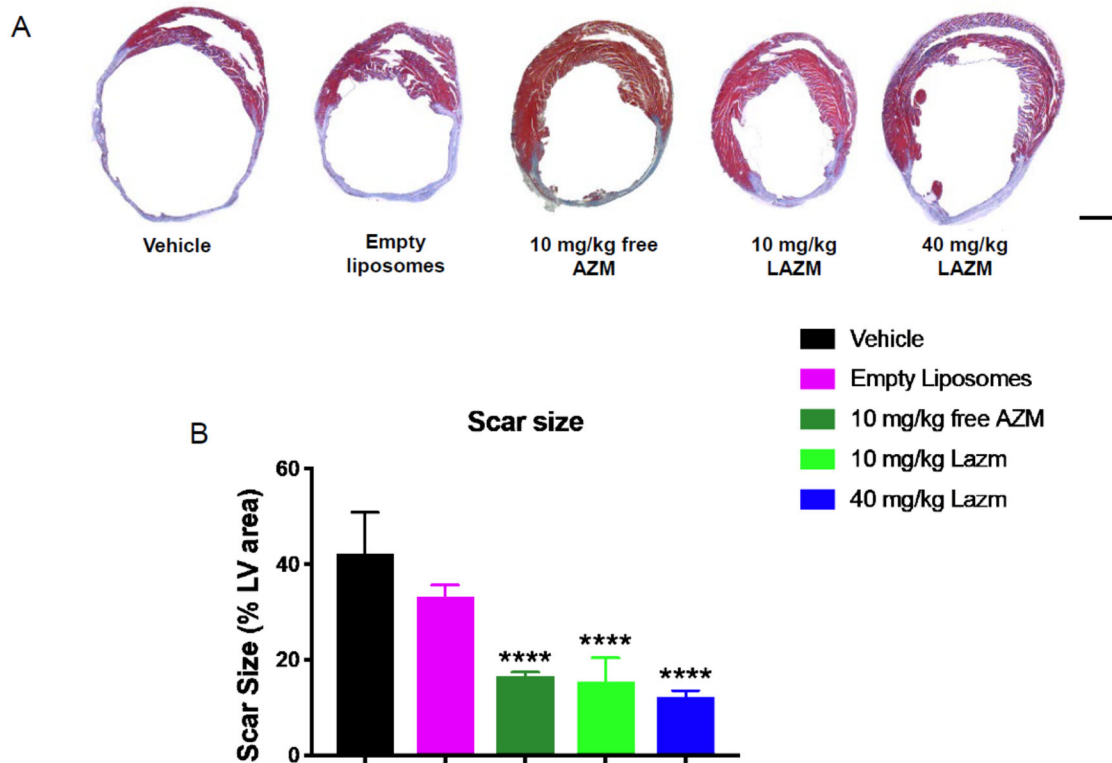 A
Vehicle
Empty
liposomes
10 mg/kg free
AZM
10 mg/kg
LAZM
40 mg/kg
LAZM
Vehicle
Empty Liposomes
10 mg/kg free AZM
10 mg/kg Lazm
40 mg/kg Lazm
B
Scar size
Scar Size (% LV area)
60
40
20
0
****
****
****